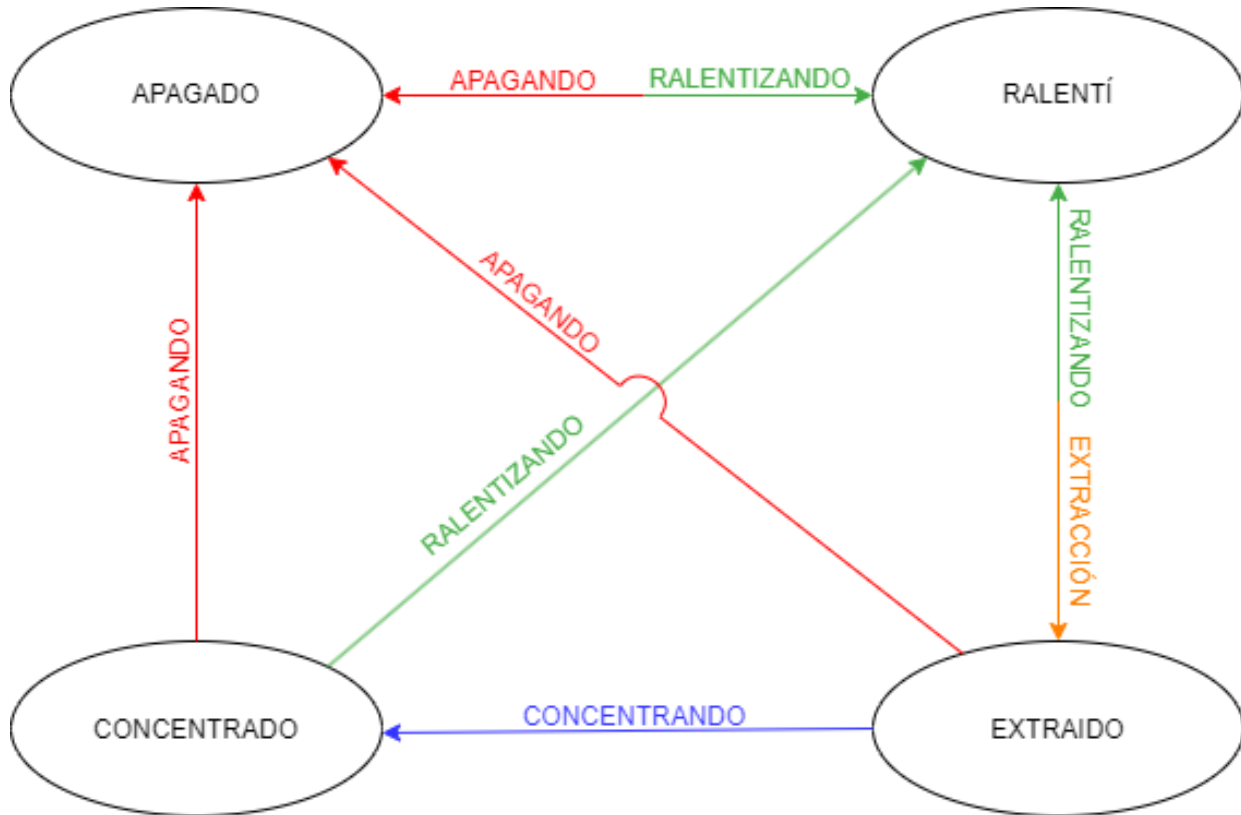 APAGADO
APAGANDO
RALENTIZANDO
RALENTÍ
APAGANDO
RALENTIZANDO
APAGANDO
RALENTIZANDO
EXTRACCIÓN
CONCENTRADO
CONCENTRANDO
EXTRAIDO